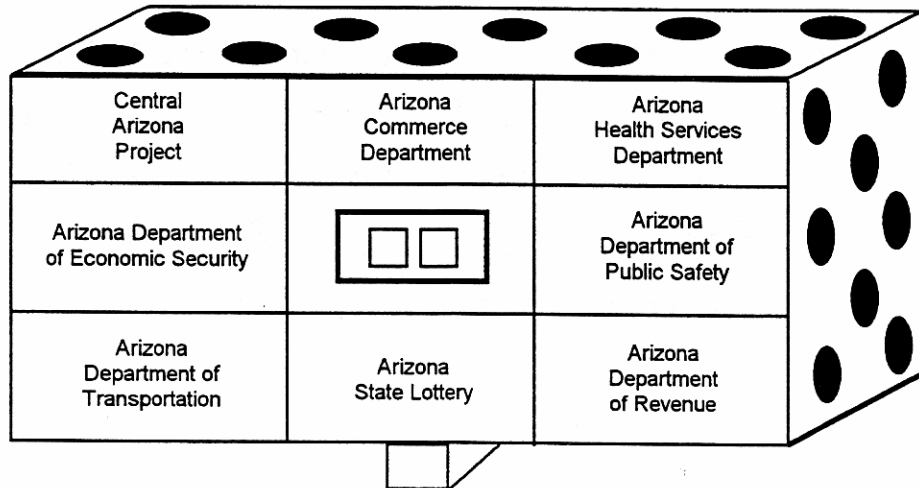 Central
Arizona
Project
Arizona
Commerce
Department
Arizona
Health Services
Department
Arizona Department
of Economic Security
Arizona
Department of
Public Safety
Arizona
Department of
Transportation
Arizona
State Lottery
Arizona
Department
of Revenue